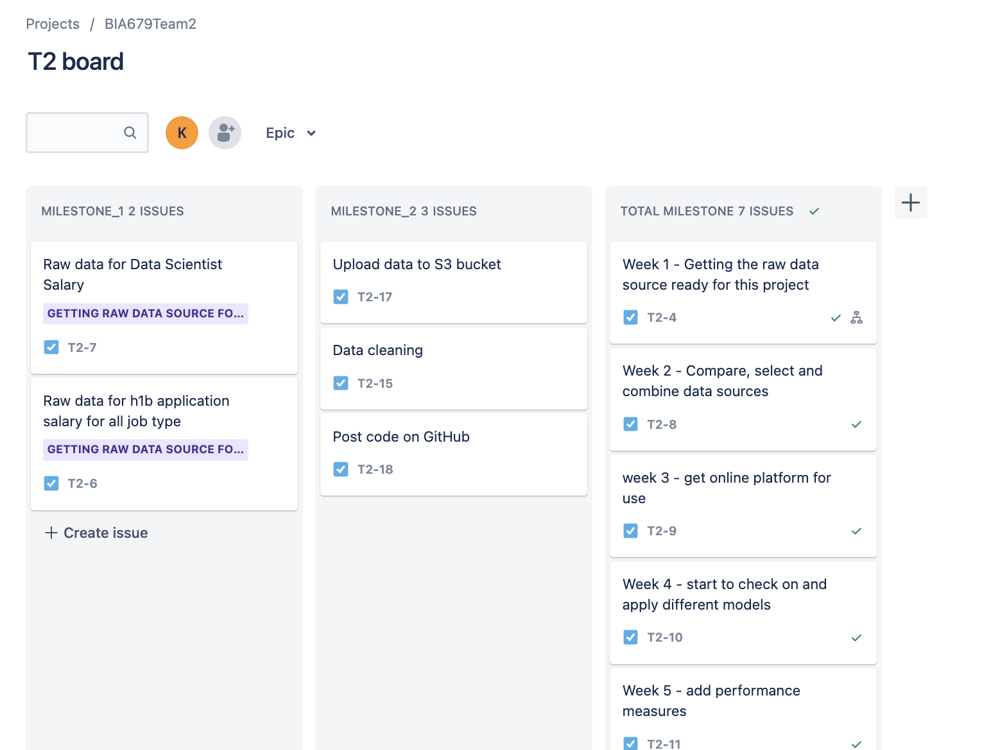 Projects / BIA679Team2
T2 board
K
Epic
MILESTONE_1 2 ISSUES
Raw data for Data Scientist
Salary
GETTING RAW DATA SOURCE FO...
T2-7
Raw data for h1b application
salary for all job type
GETTING RAW DATA SOURCE FO...
T2-6
+ Create issue
MILESTONE_2 3 ISSUES
Upload data to S3 bucket
T2-17
Data cleaning
T2-15
Post code on GitHub
T2-18
TOTAL MILESTONE 7 ISSUES
Week 1 - Getting the raw data
source ready for this project
T2-4
Week 2 - Compare, select and
combine data sources
T2-8
week 3 - get online platform for
use
T2-9
Week 4 - start to check on and
apply different models
T2-10
Week 5 - add performance
measures
T2-11